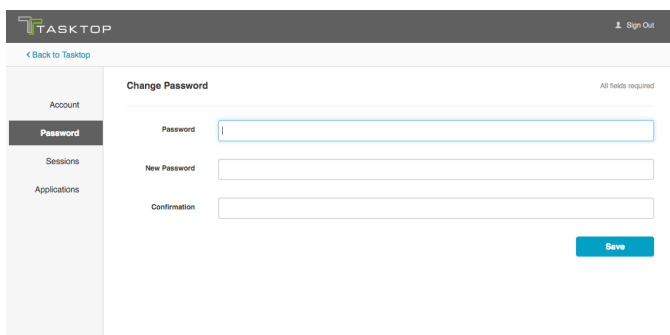 TASKTOP
Sign Out
Back to Tasktop
Change Password
All fields required
Account
Password
Sessions
Applications
Password
New Password
Confirmation
Save